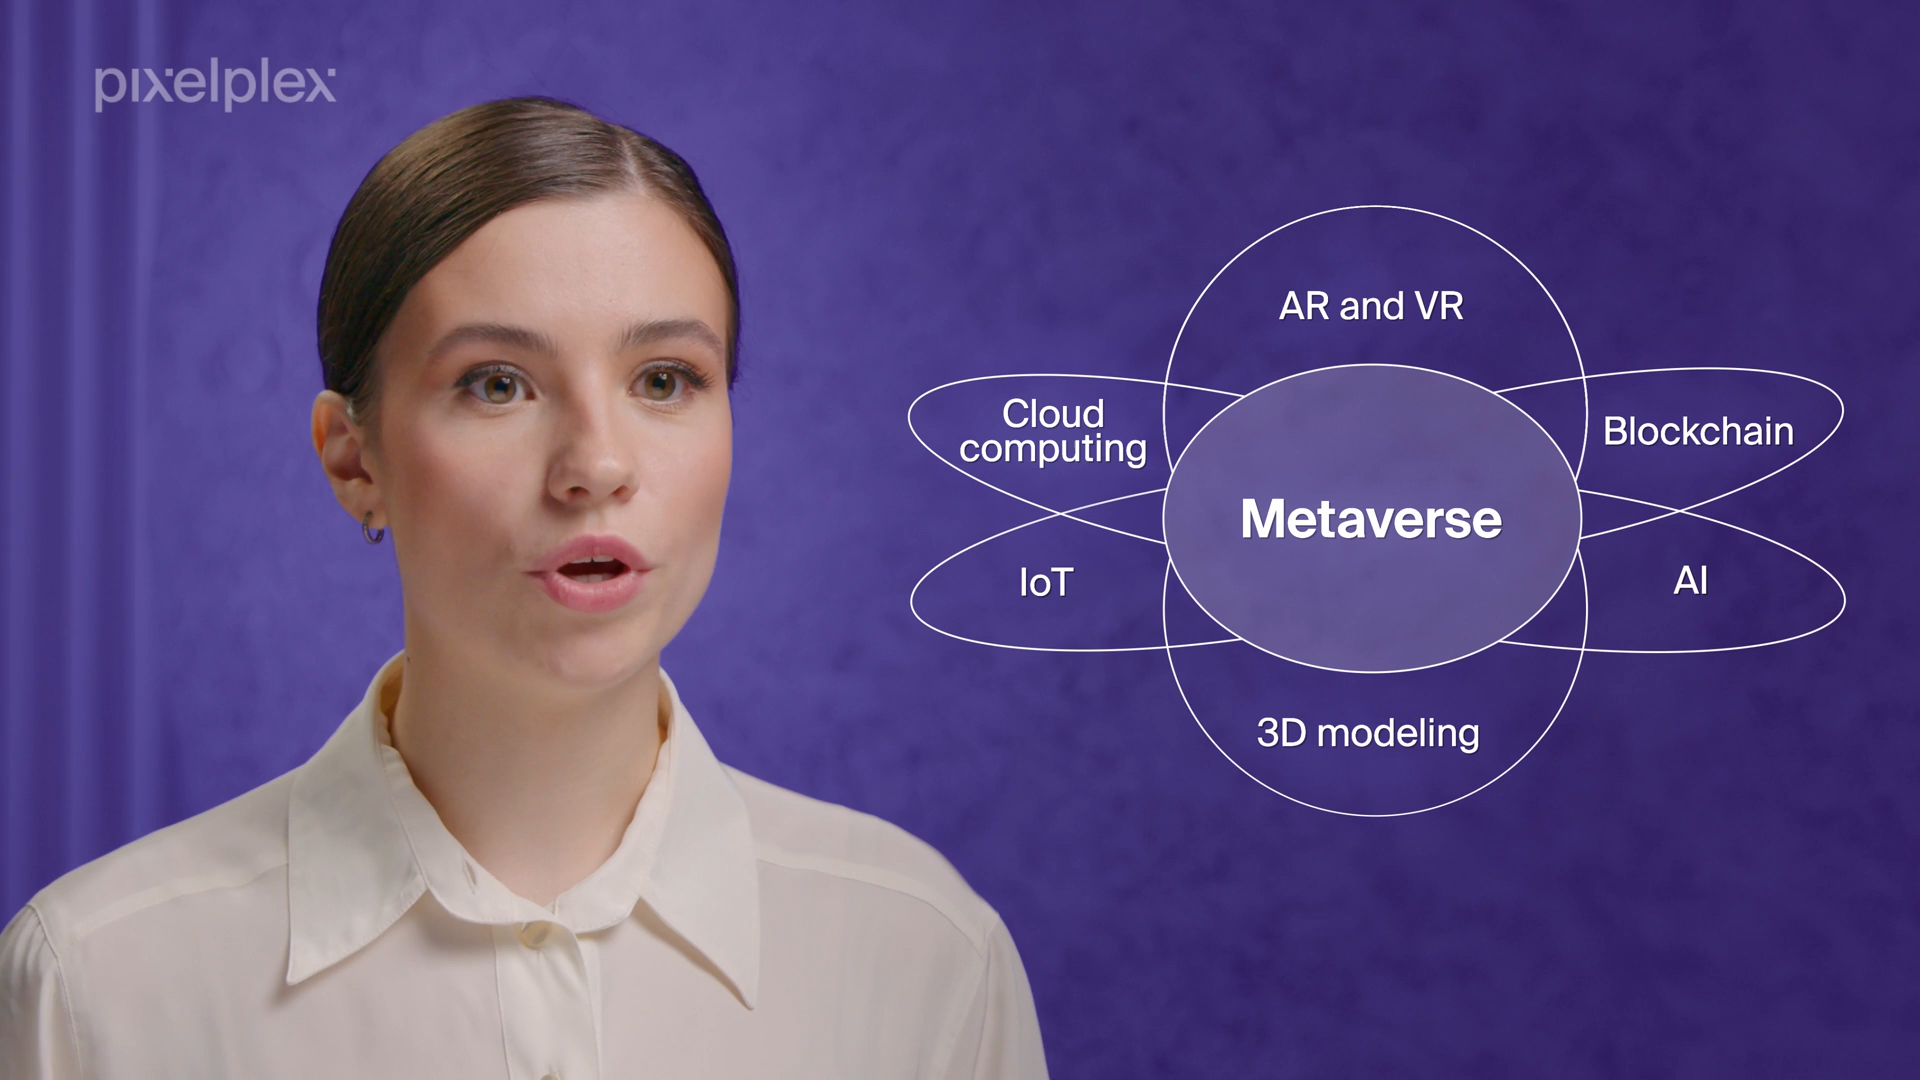 pixelplex
AR and VR
Cloud
computing
Blockchain
Metaverse
IoT
AI
3D modeling